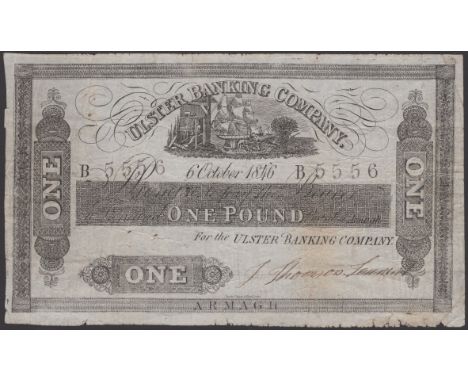 ULSTER BANKING COMPANY.
B 5556 6 October 1846 B 5556
ONE
ONE POUND
ONE
For the ULSTER BANKING COMPANY.
ONE
J Thomson
ARMAGH